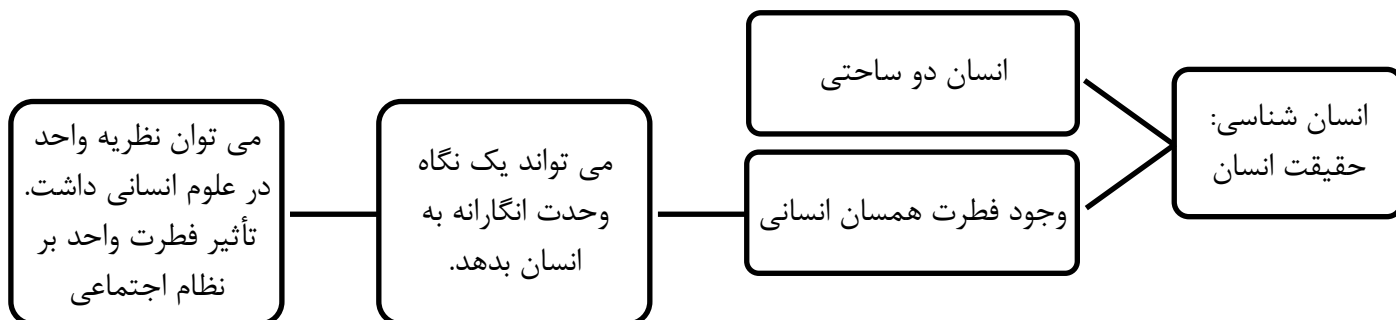 انسان شناسی:
حقیقت انسان
انسان دو ساحتی
وجود فطرت همسان انسانی
می تواند یک نگاه
وحدت انگارانه به
انسان بدهد.
می توان نظریه واحد
در علوم انسانی داشت.
تأثیر فطرت واحد بر
نظام اجتماعی